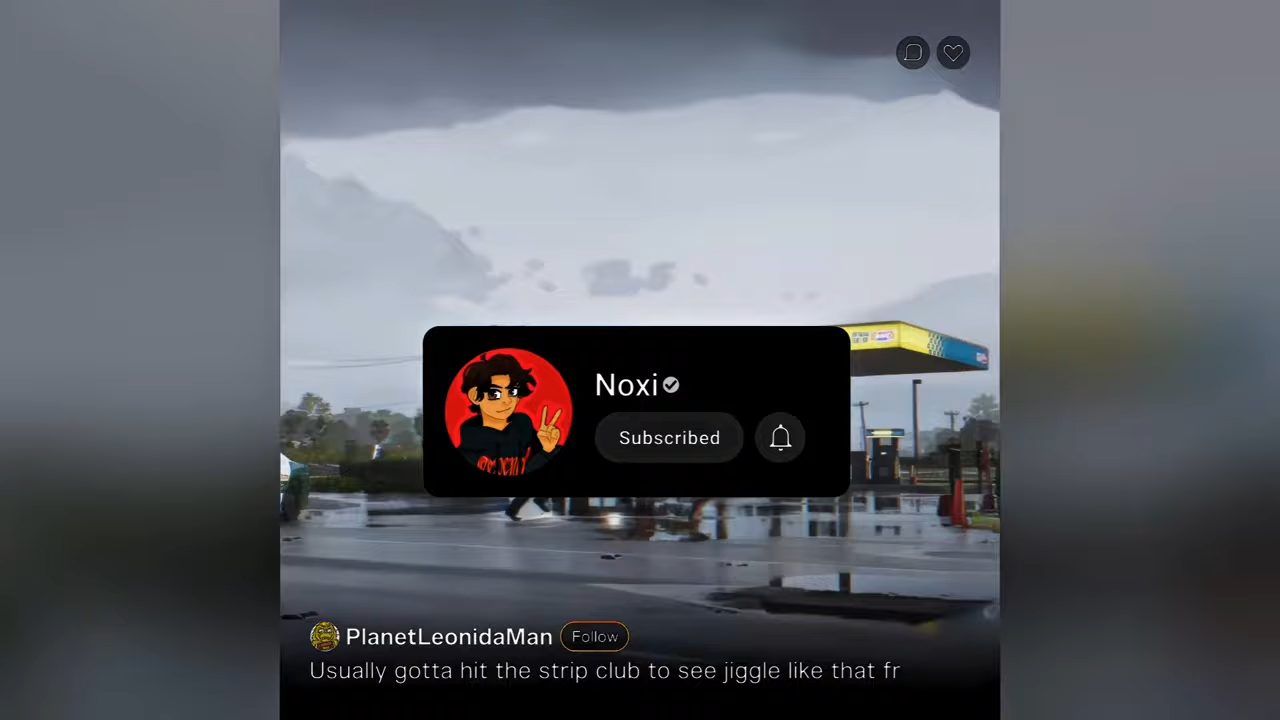 Noxi
Subscribed
PlanetLeonidaMan
Follow
Usually gotta hit the strip club to see jiggle like that fr